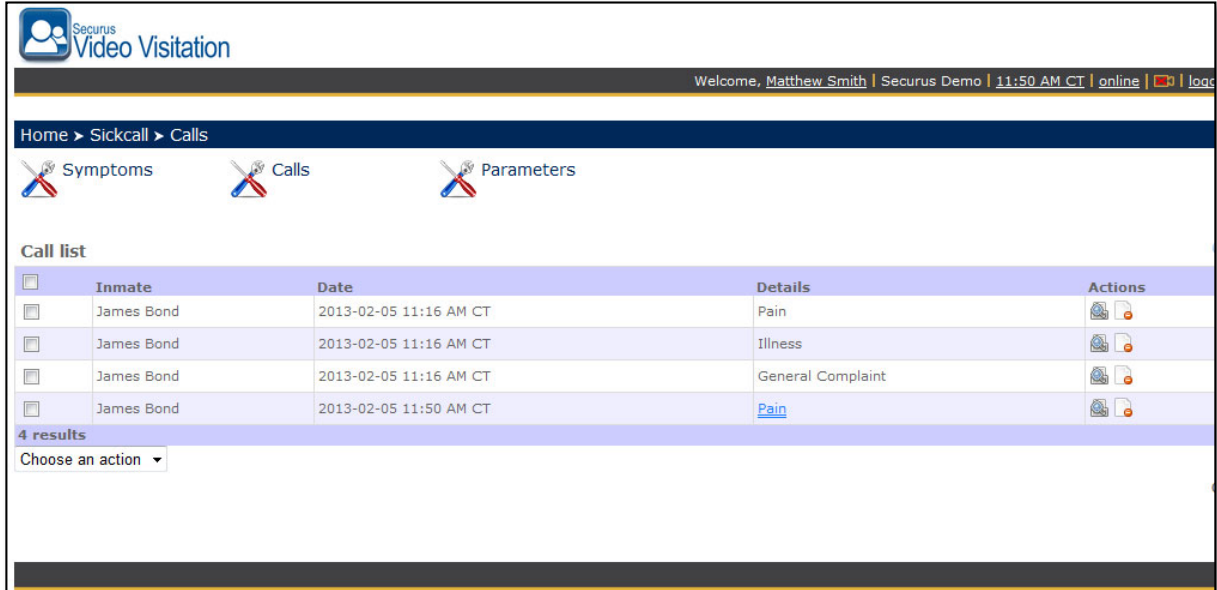 Securus
Video Visitation
Welcome, Matthew Smith | Securus Demo | 11:50 AM CT | online | | logo
Home ➤ Sickcall ➤ Calls
Symptoms Calls Parameters
Call list
Inmate Date Details Actions
James Bond 2013-02-05 11:16 AM CT Pain
James Bond 2013-02-05 11:16 AM CT Illness
James Bond 2013-02-05 11:16 AM CT General Complaint
James Bond 2013-02-05 11:50 AM CT Pain
4 results
Choose an action